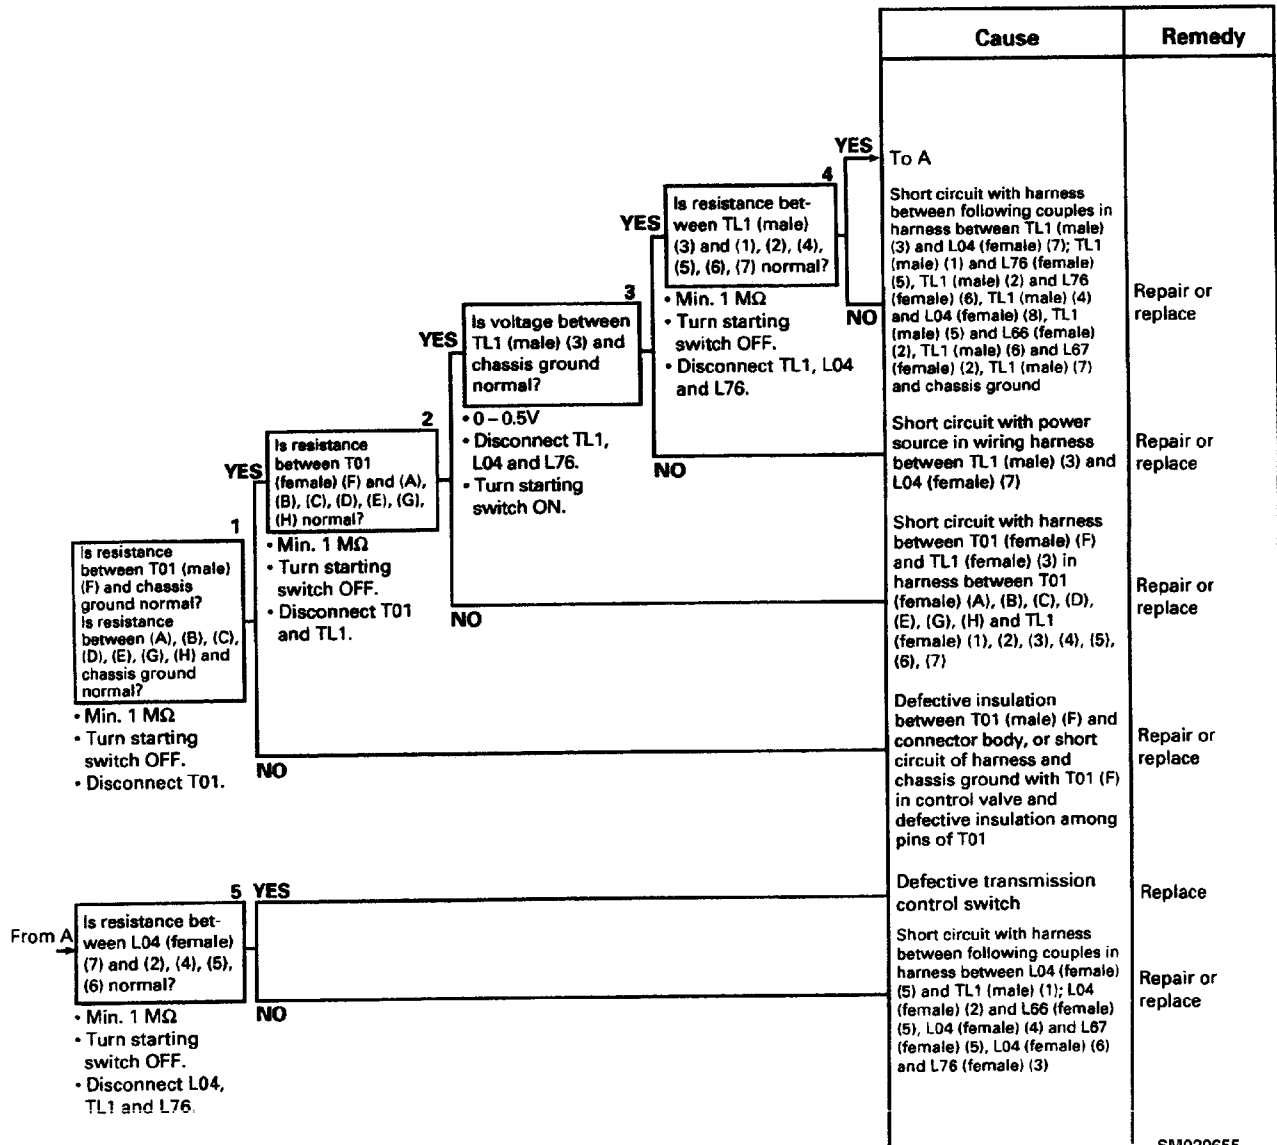 Cause
Remedy
YES
To A
4
Is resistance bet-
ween TL1 (male)
(3) and (1), (2), (4),
(5), (6), (7) normal?
• Min. 1 MΩ
• Turn starting
switch OFF.
• Disconnect TL1, L04
and L76.
NO
Short circuit with harness
between following couples in
harness between TL1 (male)
(3) and L04 (female) (7); TL1
(male) (1) and L76 (female)
(5), TL1 (male) (2) and L76
(female) (6), TL1 (male) (4)
and L04 (female) (8), TL1
(male) (5) and L66 (female)
(2), TL1 (male) (6) and L67
(female) (2), TL1 (male) (7)
and chassis ground
Repair or
replace
YES
3
Is voltage between
TL1 (male) (3) and
chassis ground
normal?
• 0 – 0.5V
• Disconnect TL1,
L04 and L76.
• Turn starting
switch ON.
NO
Short circuit with power
source in wiring harness
between TL1 (male) (3) and
L04 (female) (7)
Repair or
replace
YES
2
Is resistance
between T01
(female) (F) and (A),
(B), (C), (D), (E), (G),
(H) normal?
• Min. 1 MΩ
• Turn starting
switch OFF.
• Disconnect T01
and TL1.
NO
Short circuit with harness
between T01 (female) (F)
and TL1 (female) (3) in
harness between T01
(female) (A), (B), (C), (D),
(E), (G), (H) and TL1
(female) (1), (2), (3), (4), (5),
(6), (7)
Repair or
replace
YES
1
Is resistance
between T01 (male)
(F) and chassis
ground normal?
Is resistance
between (A), (B), (C),
(D), (E), (G), (H) and
chassis ground
normal?
• Min. 1 MΩ
• Turn starting
switch OFF.
• Disconnect T01.
NO
Defective insulation
between T01 (male) (F) and
connector body, or short
circuit of harness and
chassis ground with T01 (F)
in control valve and
defective insulation among
pins of T01
Repair or
replace
From A
5 YES
Is resistance bet-
ween L04 (female)
(7) and (2), (4), (5),
(6) normal?
• Min. 1 MΩ
• Turn starting
switch OFF.
• Disconnect L04,
TL1 and L76.
Defective transmission
control switch
Replace
NO
Short circuit with harness
between following couples in
harness between L04 (female)
(5) and TL1 (male) (1); L04
(female) (2) and L66 (female)
(5), L04 (female) (4) and L67
(female) (5), L04 (female) (6)
and L76 (female) (3)
Repair or
replace